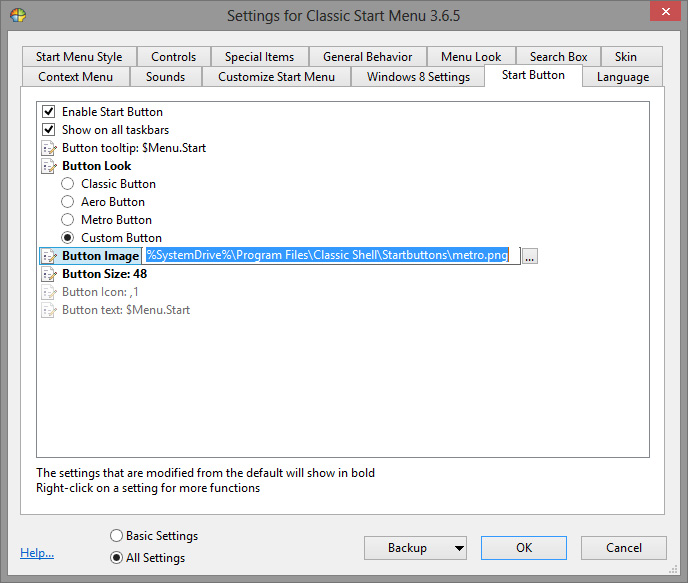 Settings for Classic Start Menu 3.6.5
Start Menu Style Controls Special Items General Behavior Menu Look Search Box Skin
Context Menu Sounds Customize Start Menu Windows 8 Settings Start Button Language
Enable Start Button
Show on all taskbars
Button tooltip: $Menu.Start
Button Look
Classic Button
Aero Button
Metro Button
Custom Button
Button Image %SystemDrive%\Program Files\Classic Shell\Startbuttons\metro.png ...
Button Size: 48
Button Icon: ,1
Button text: $Menu.Start
The settings that are modified from the default will show in bold
Right-click on a setting for more functions
Basic Settings
Help... All Settings Backup OK Cancel